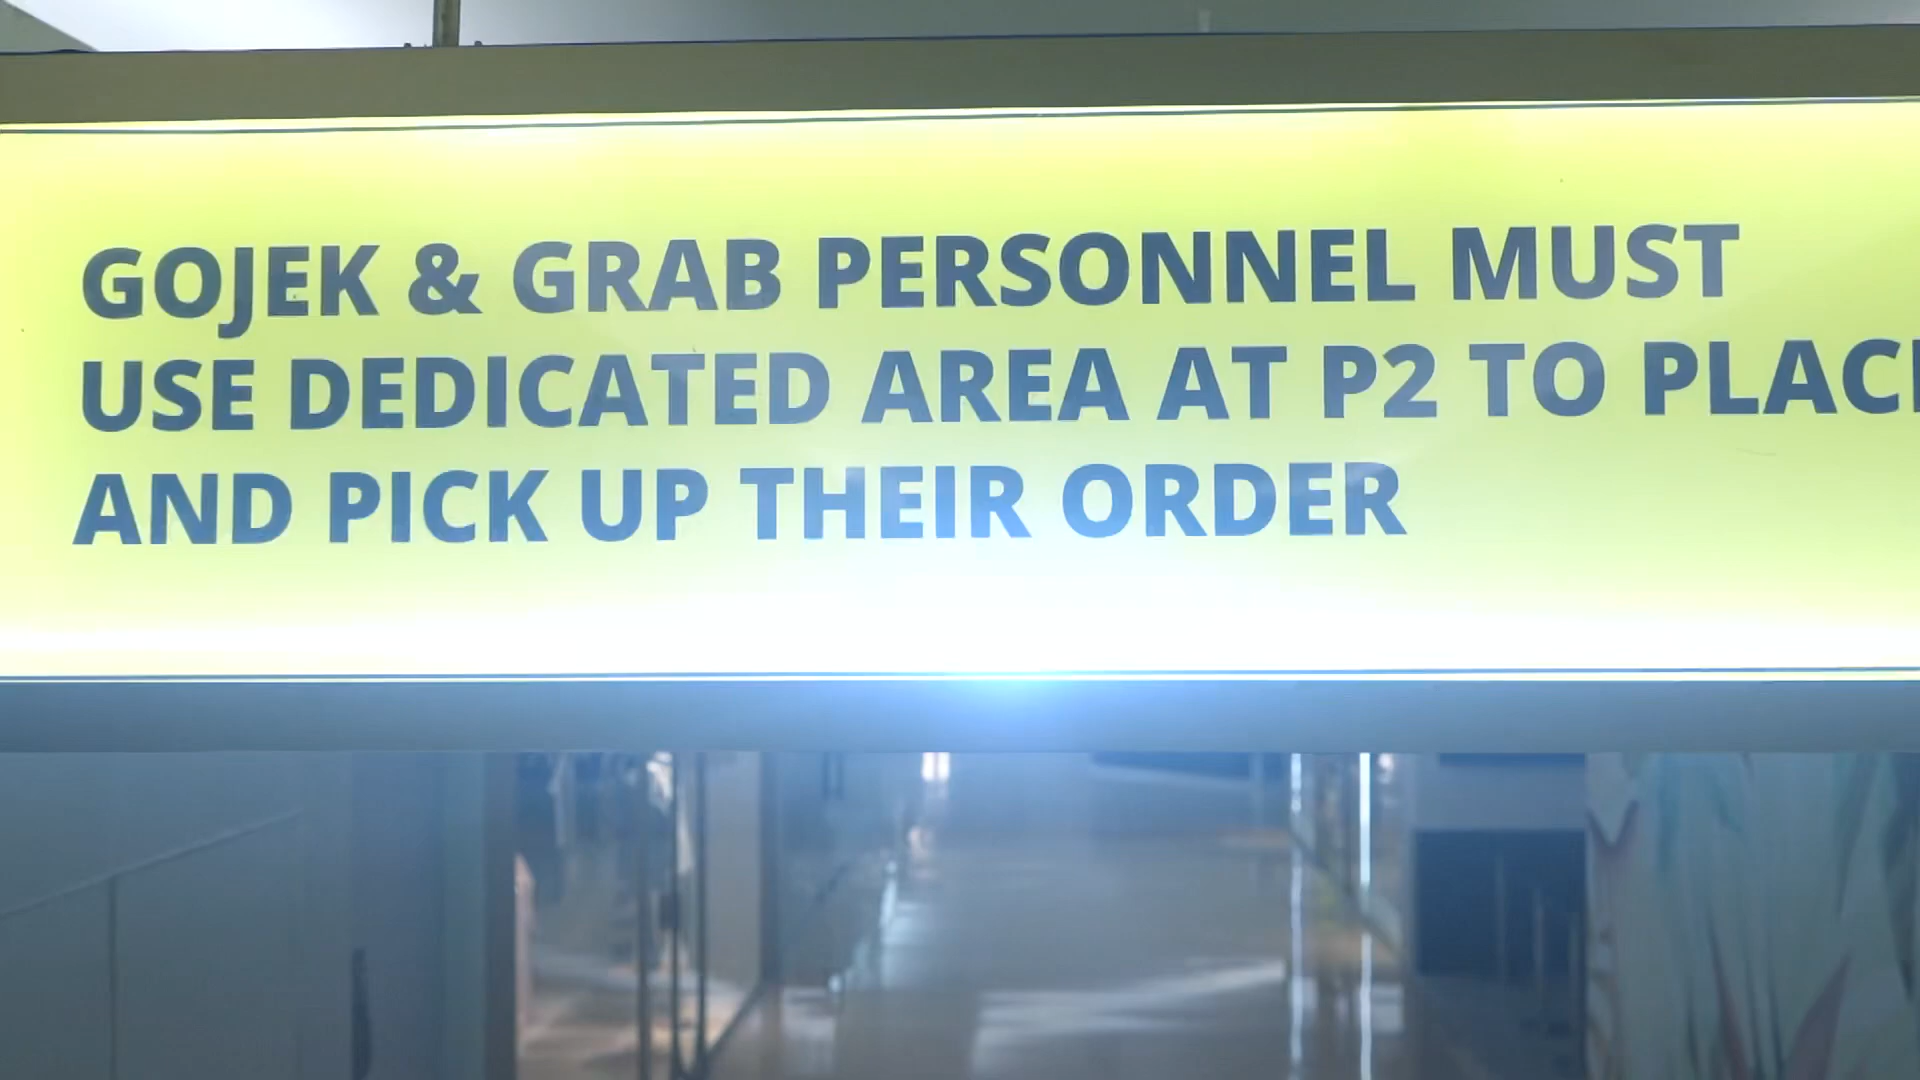 GOJEK & GRAB PERSONNEL MUST
USE DEDICATED AREA AT P2 TO PLAC
AND PICK UP THEIR ORDER